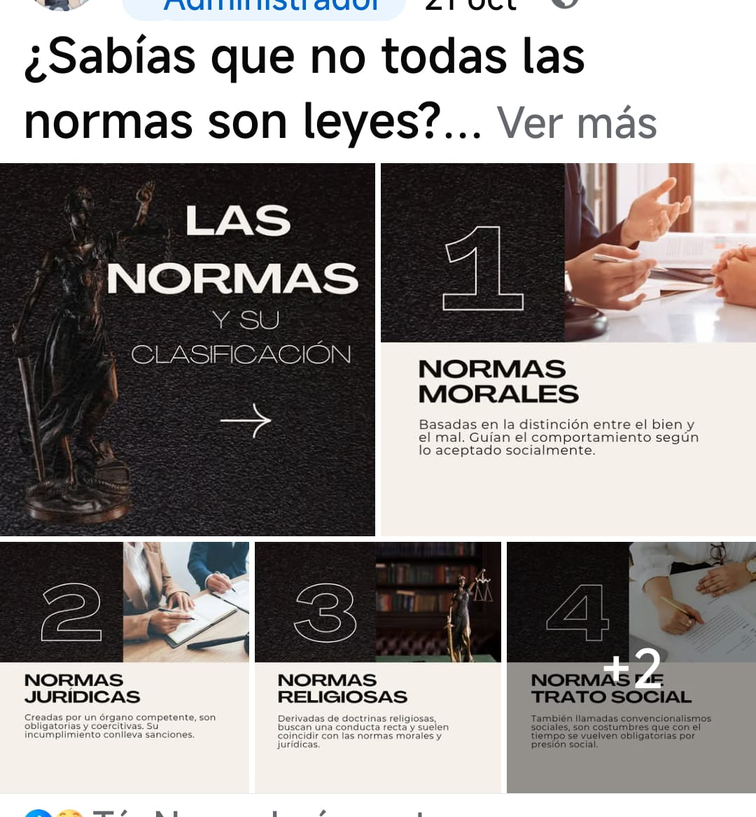 Administrador 21 oct
¿Sabías que no todas las
normas son leyes?... Ver más
LAS
NORMAS
Y SU
CLASIFICACIÓN
1
NORMAS
MORALES
Basadas en la distinción entre el bien y
el mal. Guían el comportamiento según
lo aceptado socialmente.
2
NORMAS
JURÍDICAS
Creadas por un órgano competente, son
obligatorias y coercitivas. Su
incumplimiento conlleva sanciones.
3
NORMAS
RELIGIOSAS
Derivadas de doctrinas religiosas,
buscan una conducta recta y suelen
coincidir con las normas morales y
jurídicas.
4
+2
NORMAS DE
TRATO SOCIAL
También llamadas convencionalismos
sociales, son costumbres que con el
tiempo se vuelven obligatorias por
presión social.